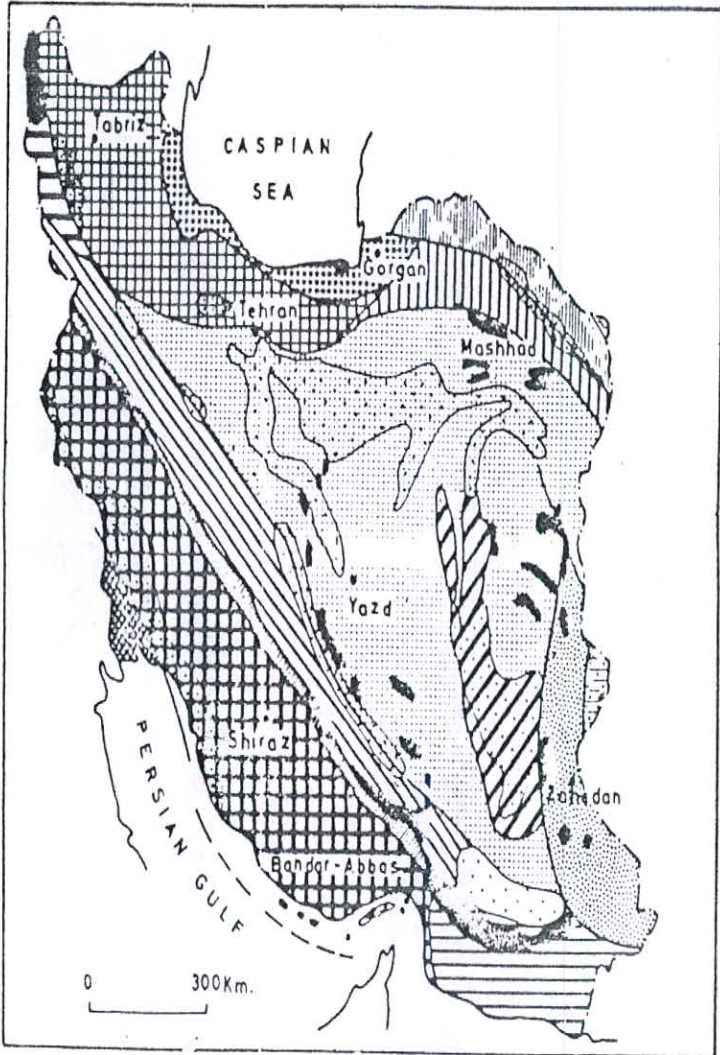 Tabriz
CASPIAN
SEA
Gorgan
Tehran
Mashhad
Yazd
Shiraz
Zahedan
Bandar-Abbas
PERSIAN GULF
0 300Km.